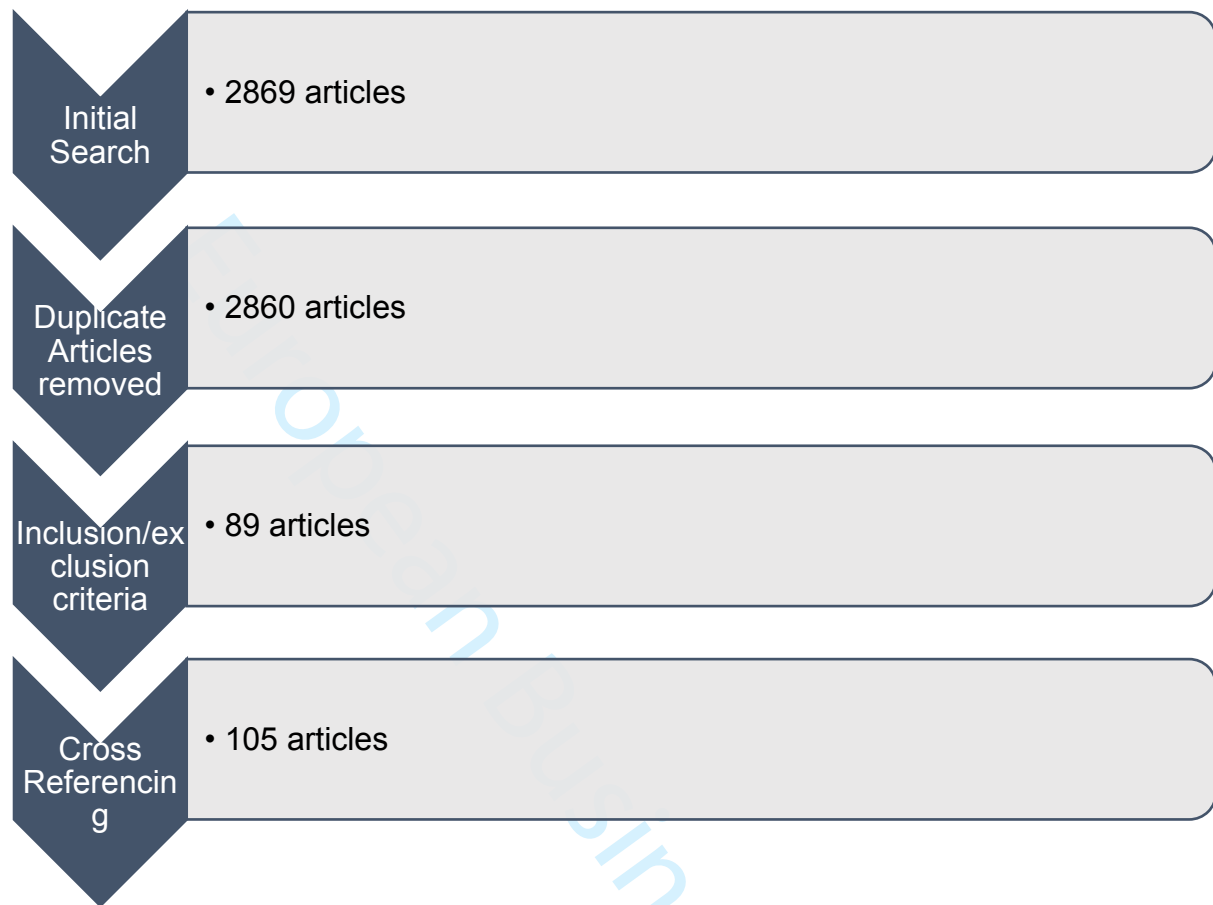 Initial
Search
• 2869 articles
Duplicate
Articles
removed
• 2860 articles
Inclusion/ex
clusion
criteria
• 89 articles
Cross
Referencin
g
• 105 articles